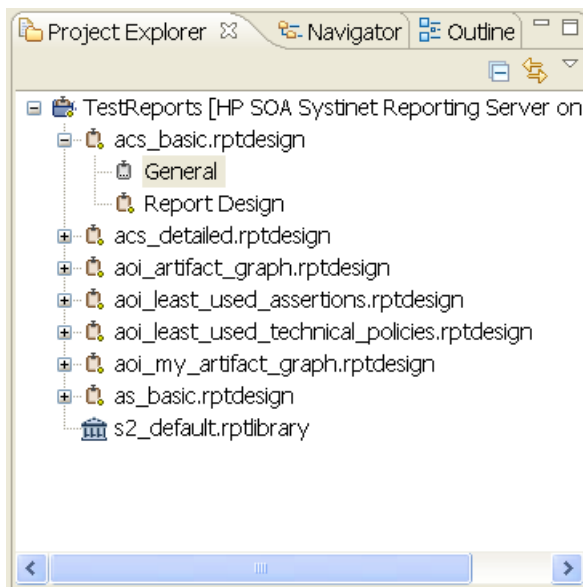 Project Explorer Navigator Outline
TestReports [HP SOA Systinet Reporting Server on
acs_basic.rptdesign
General
Report Design
acs_detailed.rptdesign
aoi_artifact_graph.rptdesign
aoi_least_used_assertions.rptdesign
aoi_least_used_technical_policies.rptdesign
aoi_my_artifact_graph.rptdesign
as_basic.rptdesign
s2_default.rptlibrary